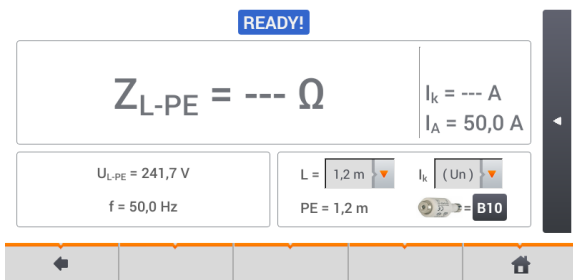 READY!
Z L-PE = --- Ω
Ik = --- A
IA = 50,0 A
UL-PE = 241,7 V
f = 50,0 Hz
L = 1,2 m
Ik (Un)
PE = 1,2 m
= B10